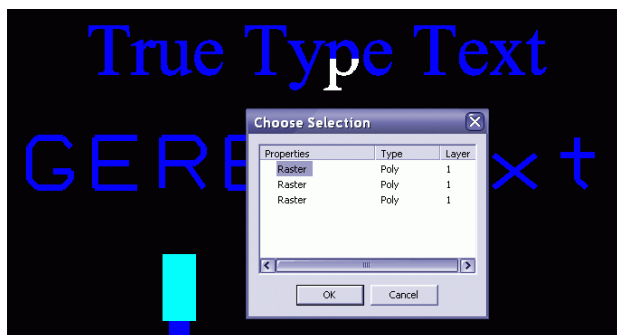 True Type Text
Choose Selection
Properties Type Layer
Raster Poly 1
Raster Poly 1
Raster Poly 1
GERB xt
OK Cancel